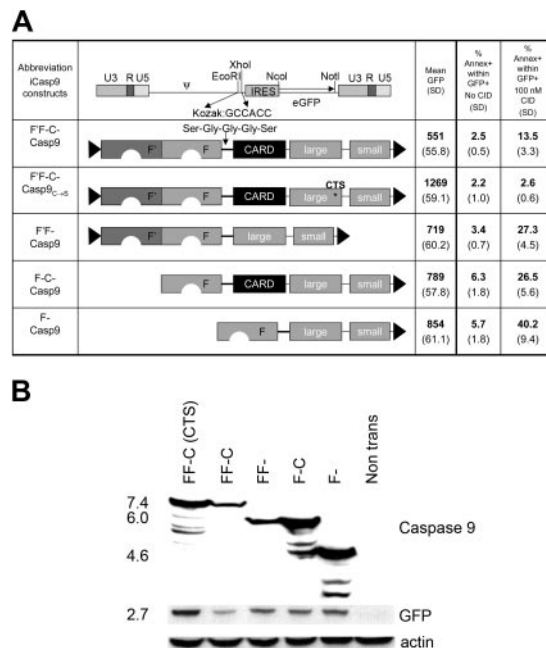 A
Abbreviation iCasp9 constructs
U3 R U5 Ψ EcoRI XhoI IRES NcoI NotI eGFP U3 R U5
Kozak:GCCACC
Mean GFP (SD)
% Annex+ within GFP+ No CID (SD)
% Annex+ within GFP+ 100 nM CID (SD)
Ser-Gly-Gly-Gly-Ser
F'F-C-Casp9 F' F CARD large small 551 (55.8) 2.5 (0.5) 13.5 (3.3)
F'F-C-Casp9C→S F' F CARD CTS * large small 1269 (59.1) 2.2 (1.0) 2.6 (0.6)
F'F-Casp9 F' F large small 719 (60.2) 3.4 (0.7) 27.3 (4.5)
F-C-Casp9 F CARD large small 789 (57.8) 6.3 (1.8) 26.5 (5.6)
F-Casp9 F large small 854 (61.1) 5.7 (1.8) 40.2 (9.4)
B
FF-C (CTS) FF-C FF- F-C F- Non trans
7.4
6.0
Caspase 9
4.6
2.7 GFP
actin